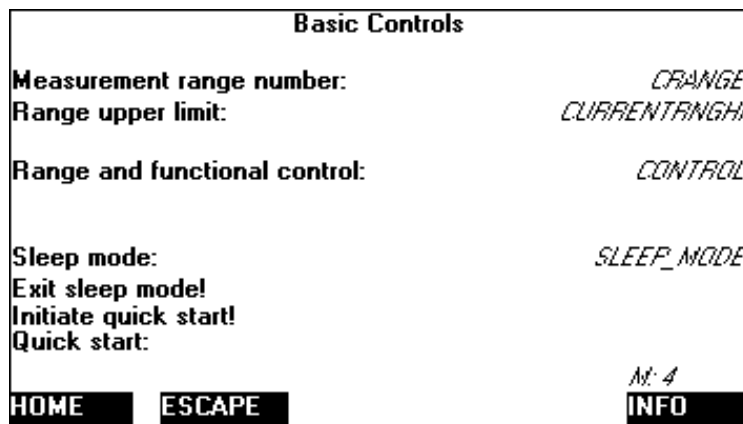 Basic Controls
Measurement range number: CRANGE
Range upper limit: CURRENTRNGHI
Range and functional control: CONTROL
Sleep mode: SLEEP_MODE
Exit sleep mode!
Initiate quick start!
Quick start:
M: 4
HOME ESCAPE INFO